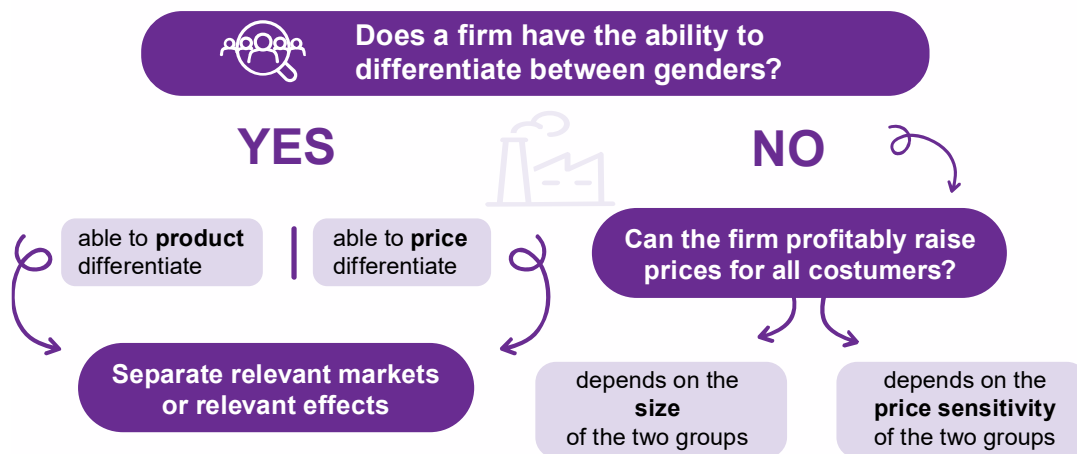 Does a firm have the ability to
differentiate between genders?
YES
NO
able to product
differentiate
able to price
differentiate
Separate relevant markets
or relevant effects
Can the firm profitably raise
prices for all costumers?
depends on the
size
of the two groups
depends on the
price sensitivity
of the two groups